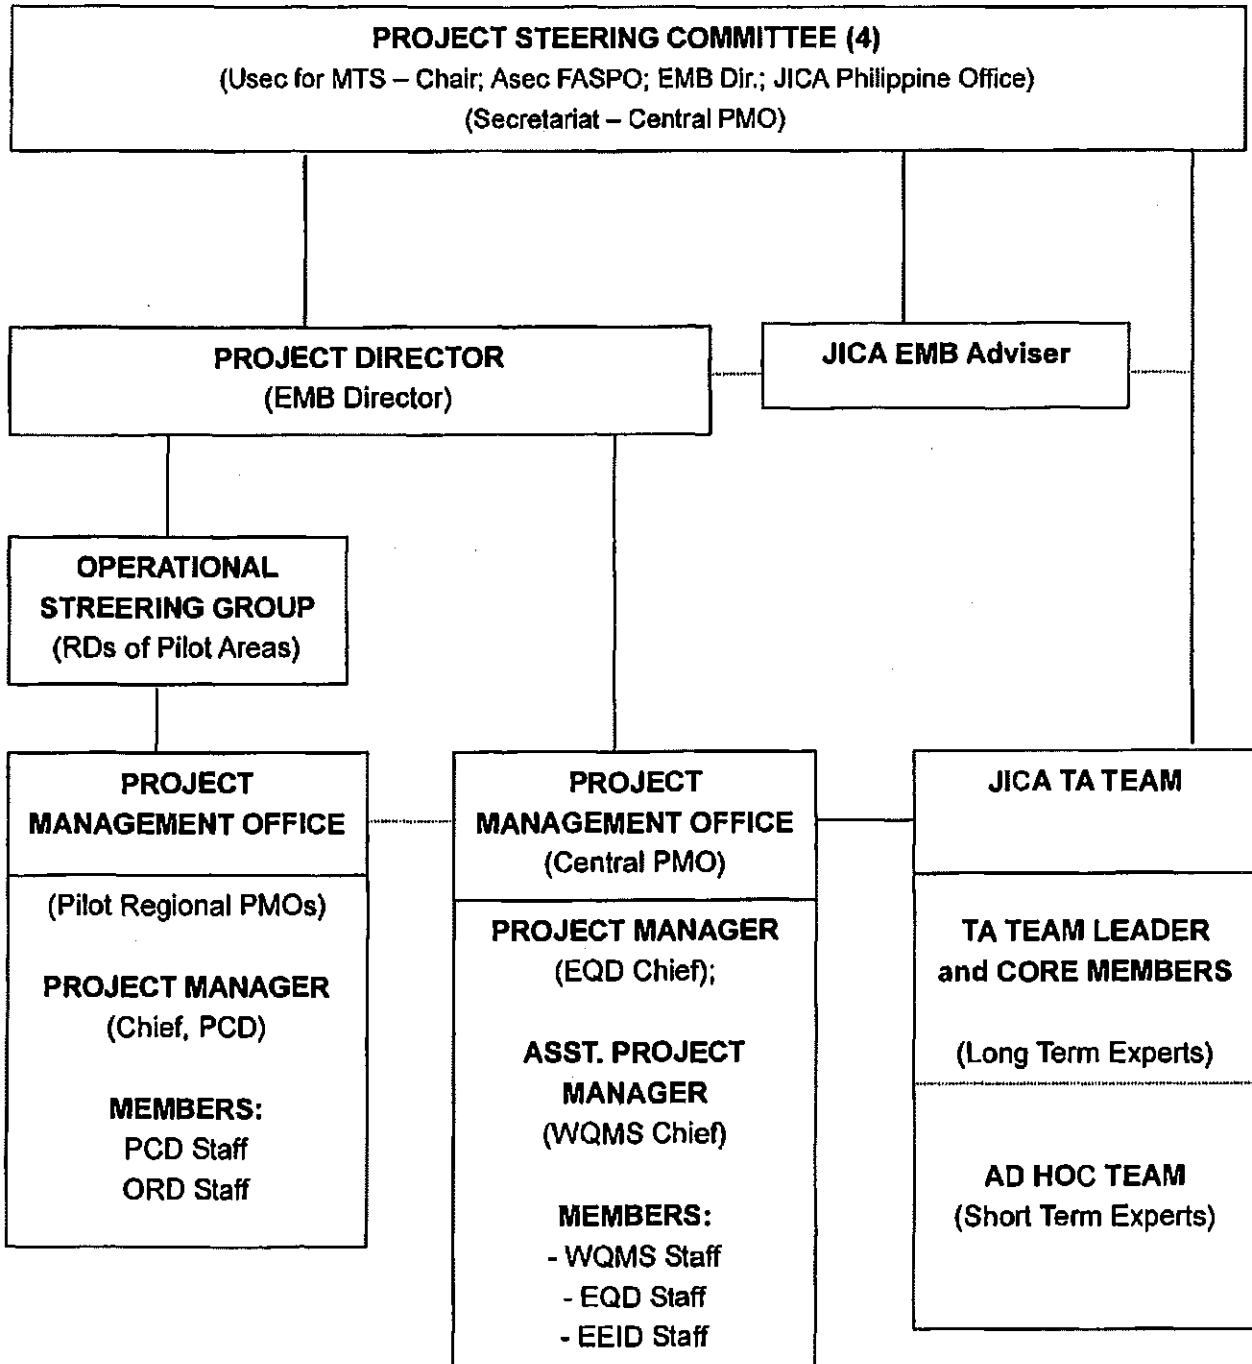 PROJECT STEERING COMMITTEE (4)
(Usec for MTS – Chair; Asec FASPO; EMB Dir.; JICA Philippine Office)
(Secretariat – Central PMO)
PROJECT DIRECTOR
(EMB Director)
JICA EMB Adviser
OPERATIONAL
STREERING GROUP
(RDs of Pilot Areas)
PROJECT
MANAGEMENT OFFICE
(Pilot Regional PMOs)
PROJECT MANAGER
(Chief, PCD)
MEMBERS:
PCD Staff
ORD Staff
PROJECT
MANAGEMENT OFFICE
(Central PMO)
PROJECT MANAGER
(EQD Chief);
ASST. PROJECT
MANAGER
(WQMS Chief)
MEMBERS:
- WQMS Staff
- EQD Staff
- EEID Staff
JICA TA TEAM
TA TEAM LEADER
and CORE MEMBERS
(Long Term Experts)
AD HOC TEAM
(Short Term Experts)